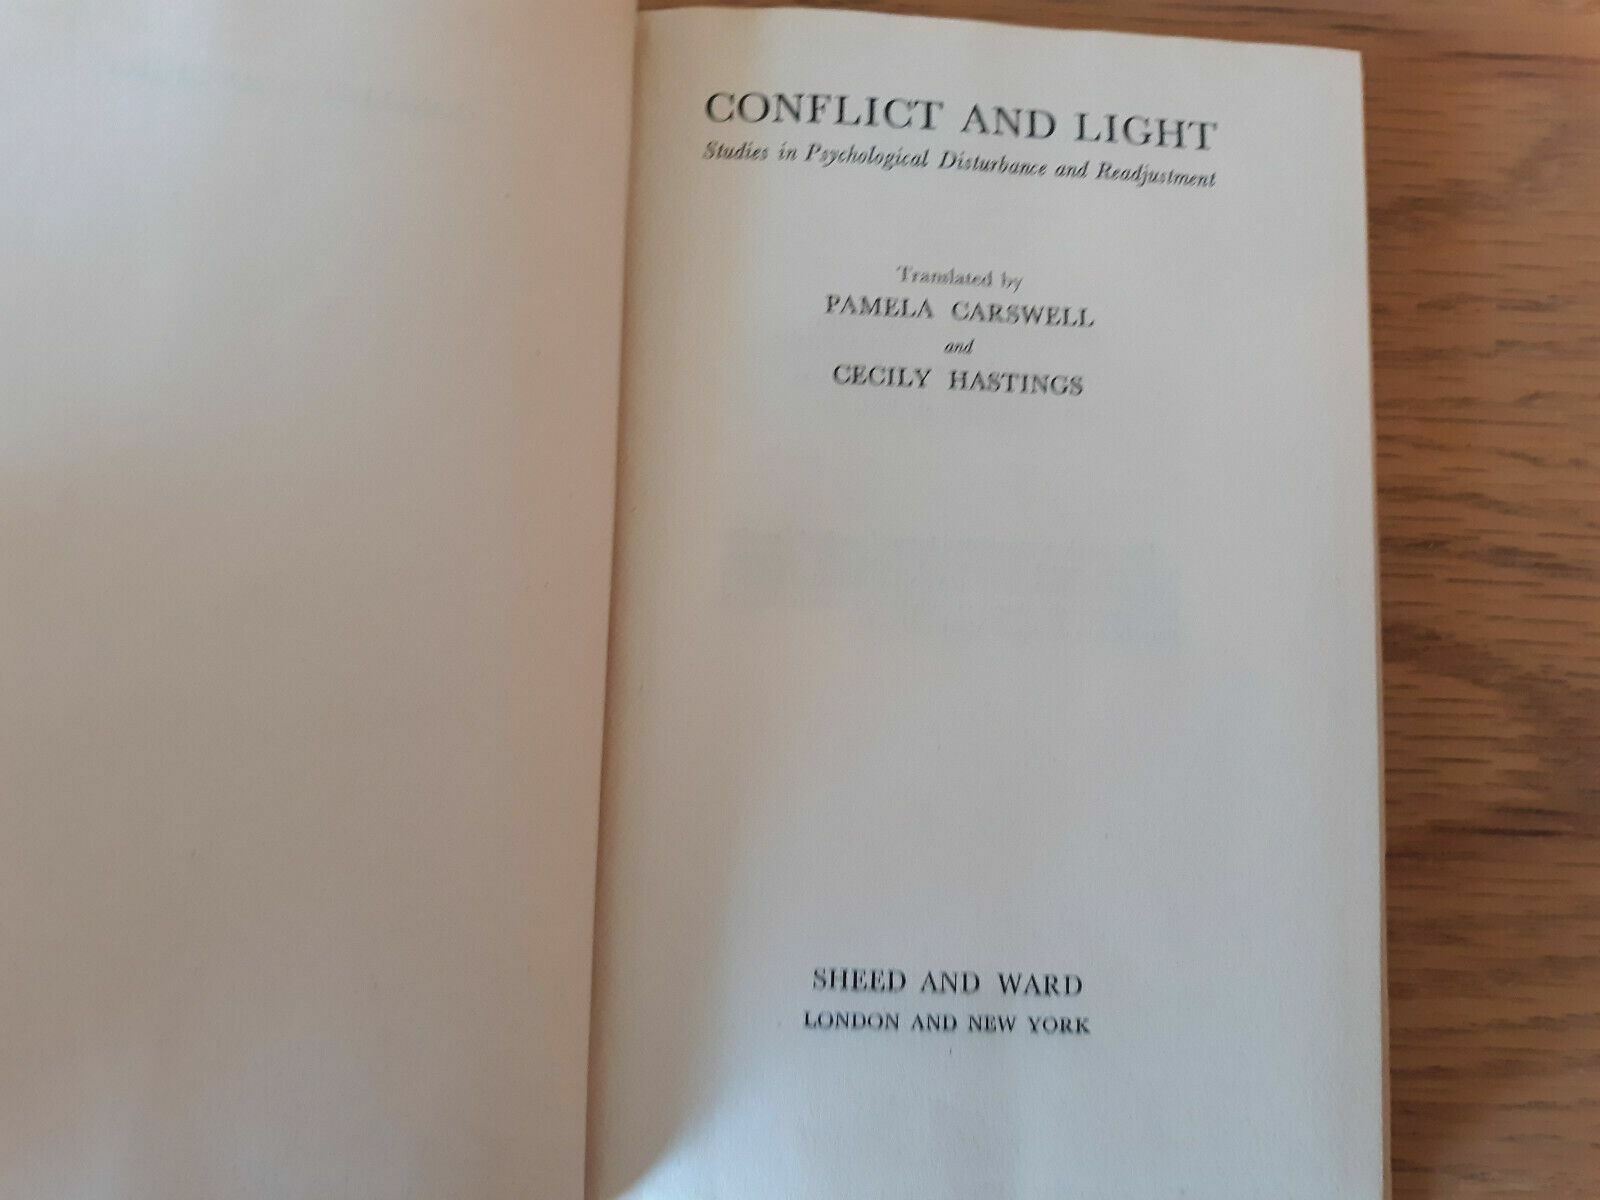 CONFLICT AND LIGHT
Studies in Psychological Disturbance and Readjustment
Translated by
PAMELA CARSWELL
and
CECILY HASTINGS
SHEED AND WARD
LONDON AND NEW YORK